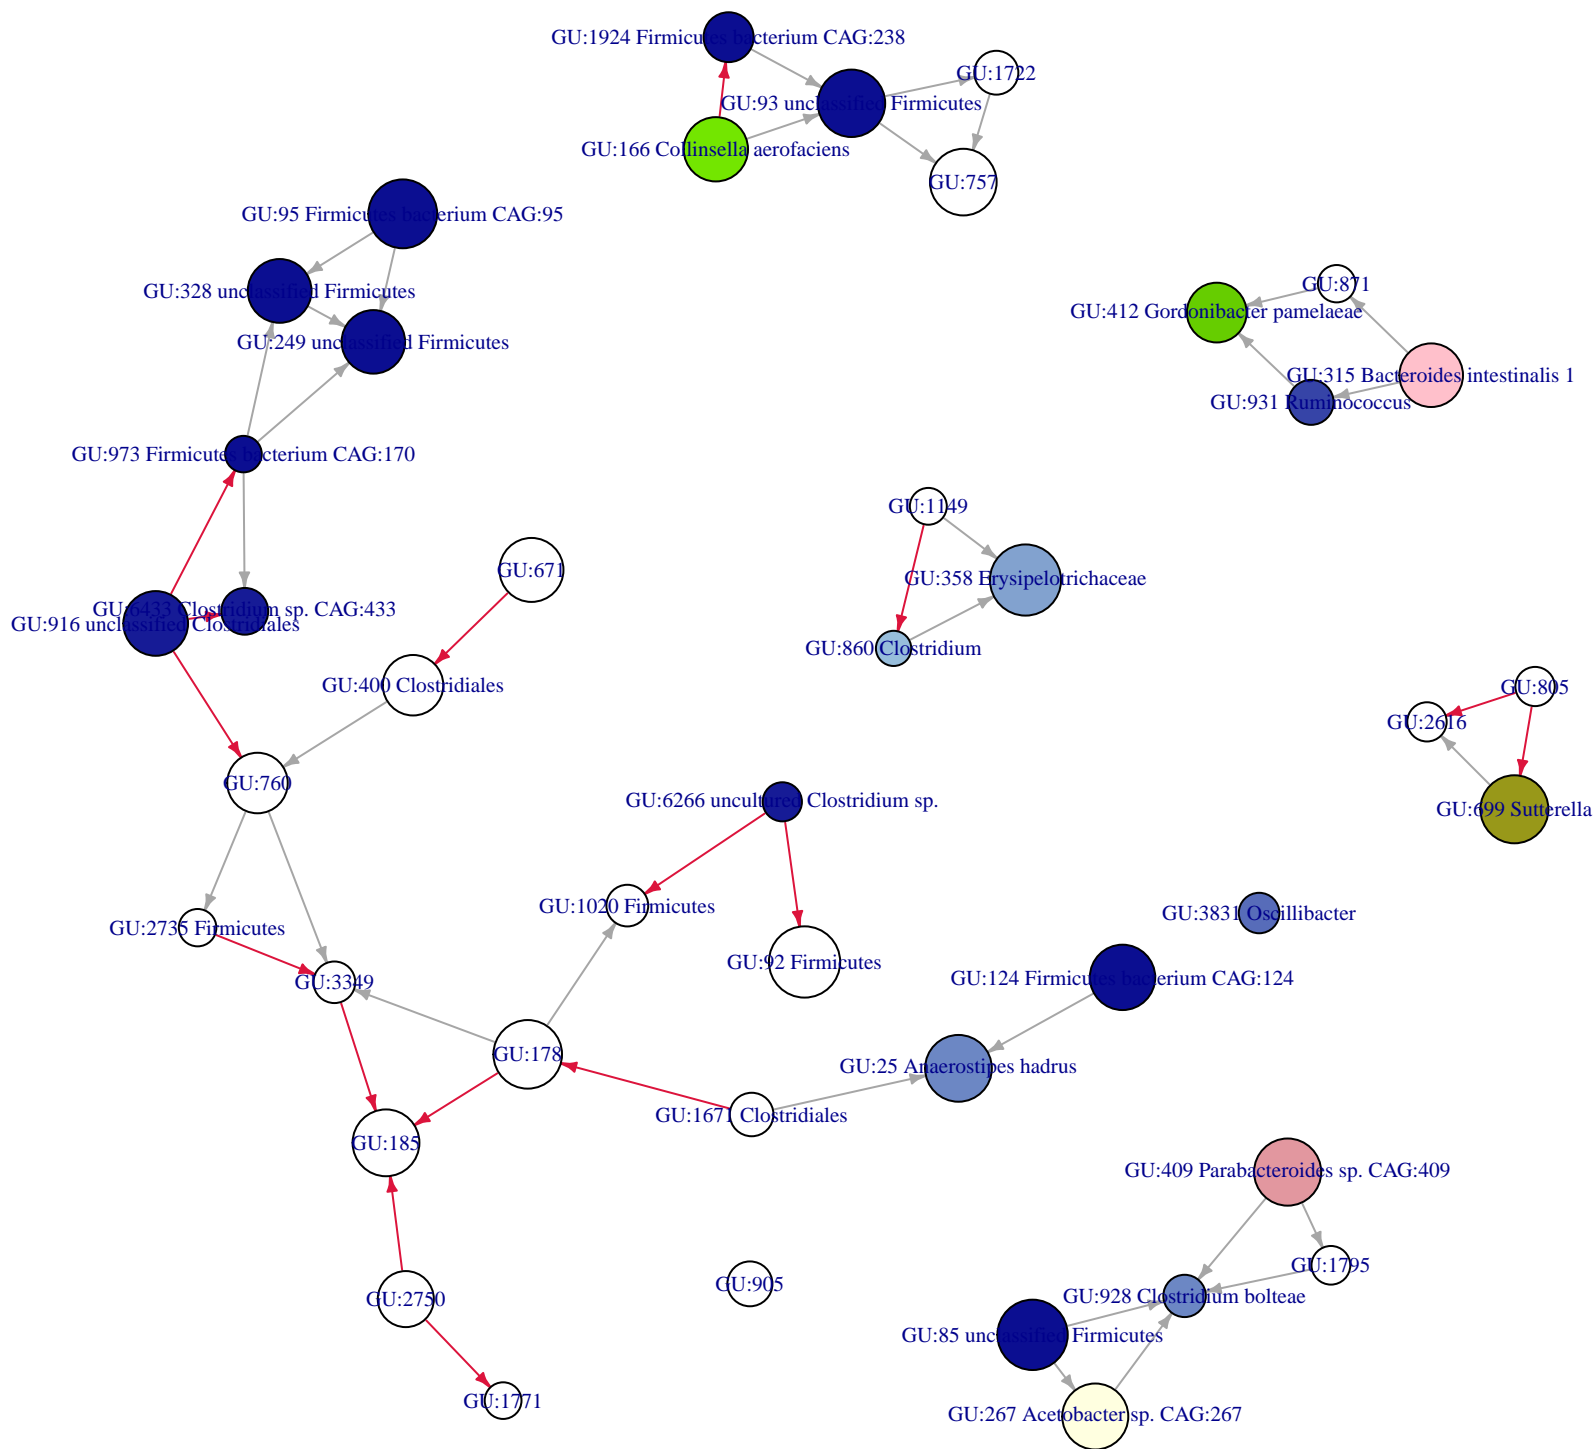 GU:1924 Firmicutes bacterium CAG:238
GU:1722
GU:93 unclassified Firmicutes
GU:166 Collinsella aerofaciens
GU:757
GU:95 Firmicutes bacterium CAG:95
GU:328 unclassified Firmicutes
GU:871
GU:412 Gordonibacter pamelaeae
GU:249 unclassified Firmicutes
GU:315 Bacteroides intestinalis 1
GU:931 Ruminococcus
GU:973 Firmicutes bacterium CAG:170
GU:1149
GU:671
GU:358 Erysipelotrichaceae
GU:6433 Clostridium sp. CAG:433
GU:916 unclassified Clostridiales
GU:860 Clostridium
GU:400 Clostridiales
GU:805
GU:2616
GU:760
GU:6266 uncultured Clostridium sp.
GU:699 Sutterella
GU:1020 Firmicutes
GU:3831 Oscillibacter
GU:2735 Firmicutes
GU:92 Firmicutes
GU:3349
GU:124 Firmicutes bacterium CAG:124
GU:178
GU:25 Anaerostipes hadrus
GU:1671 Clostridiales
GU:185
GU:409 Parabacteroides sp. CAG:409
GU:1795
GU:905
GU:2750
GU:928 Clostridium bolteae
GU:85 unclassified Firmicutes
GU:1771
GU:267 Acetobacter sp. CAG:267